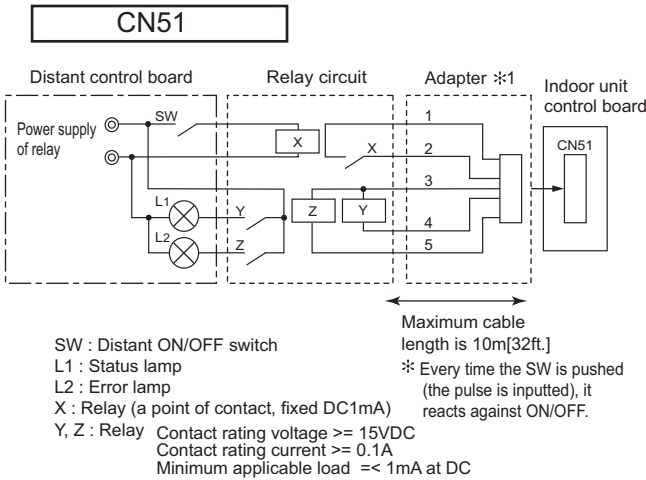 CN51
Distant control board
Relay circuit
Adapter ✻1
Indoor unit
control board
Power supply
of relay
SW
X
1
X
2
CN51
3
L1
Y
Z
Y
4
L2
Z
5
Maximum cable
length is 10m[32ft.]
✻ Every time the SW is pushed
(the pulse is inputted), it
reacts against ON/OFF.
SW : Distant ON/OFF switch
L1 : Status lamp
L2 : Error lamp
X : Relay (a point of contact, fixed DC1mA)
Y, Z : Relay Contact rating voltage >= 15VDC
Contact rating current >= 0.1A
Minimum applicable load =< 1mA at DC